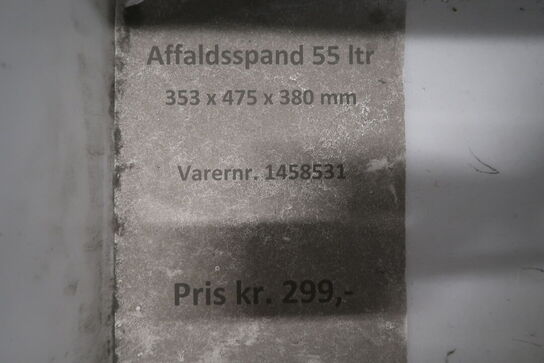 Affaldsspand 55 ltr
353 x 475 x 380 mm
Varernr. 1458531
Pris kr. 299,-